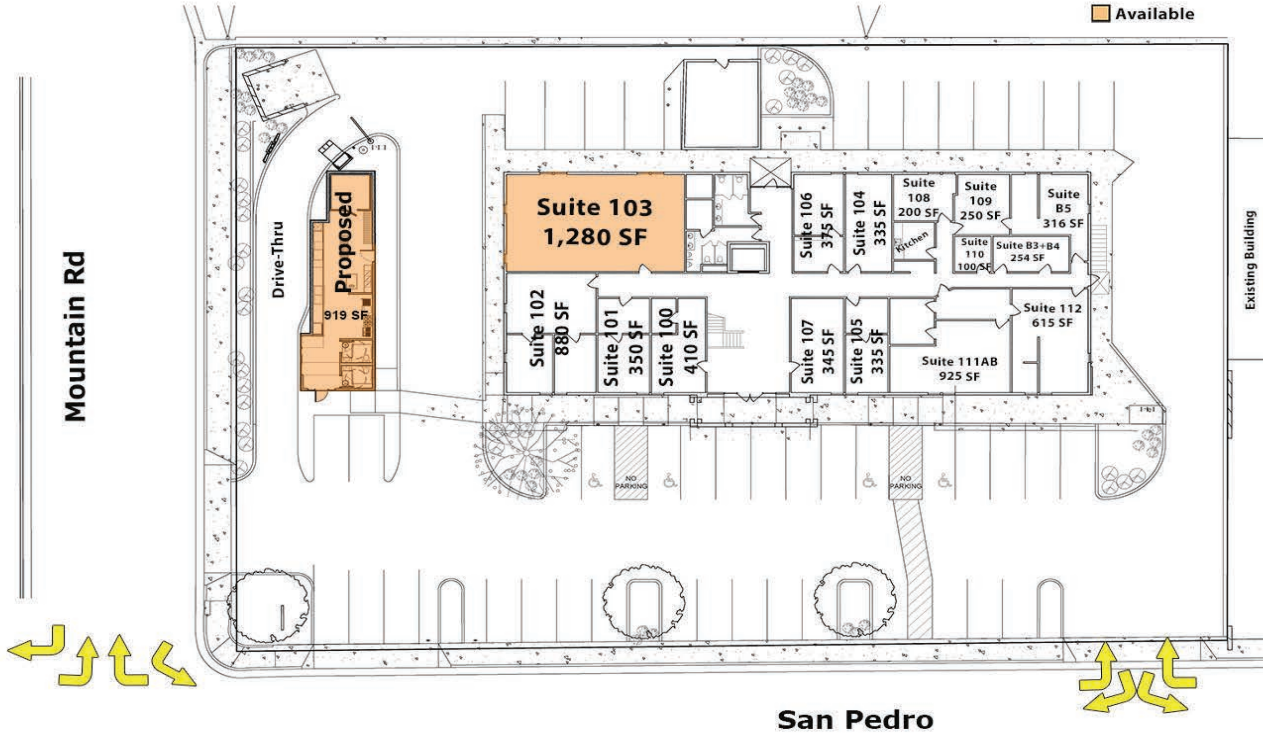 Available
Mountain Rd
Drive-Thru
Proposed
919 SF
Suite 103
1,280 SF
Suite 106
375 SF
Suite 104
335 SF
Suite
108
200 SF
Kitchen
Suite
109
250 SF
Suite
110
100 SF
Suite B3+B4
254 SF
Suite
B5
316 SF
Suite 102
880 SF
Suite 101
350 SF
Suite 100
410 SF
Suite 107
345 SF
Suite 105
335 SF
Suite 111AB
925 SF
Suite 112
615 SF
Existing Building
NO
PARKING
NO
PARKING
San Pedro